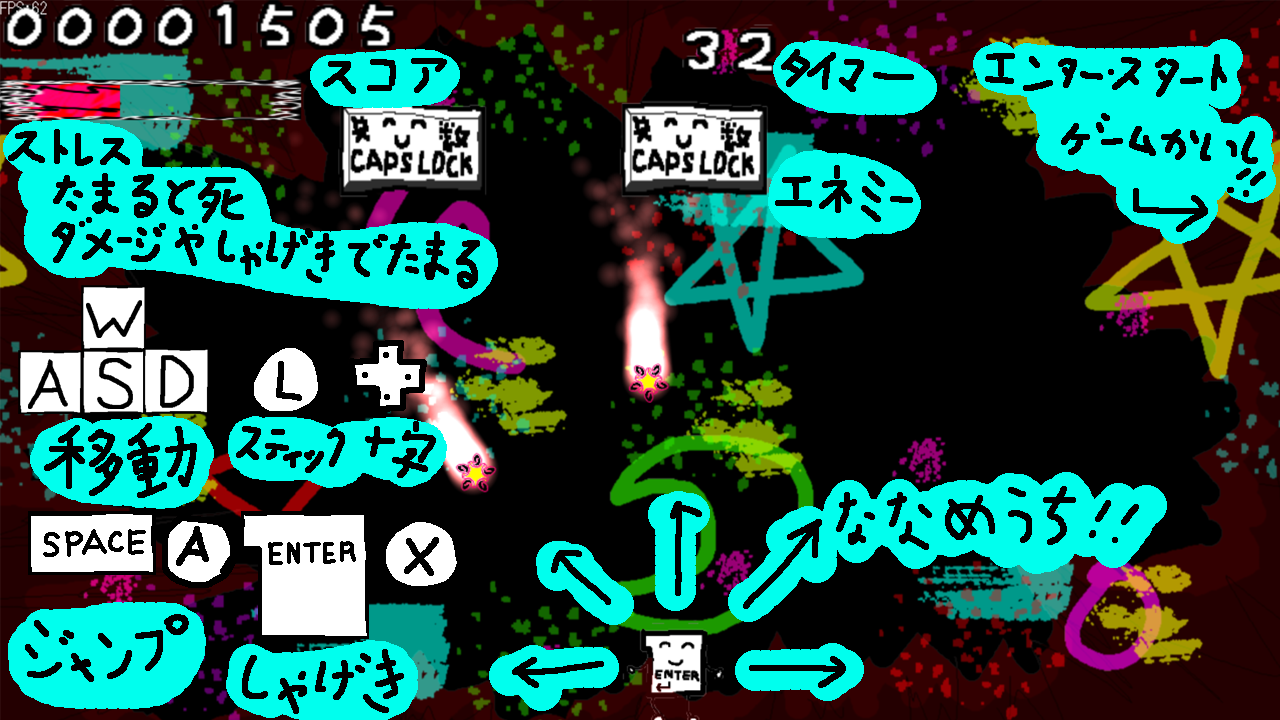 FPS:62
00001505
32
スコア
タイマー
エンター・スタート
ゲームかいし!!
英 数
CAPS LOCK
英 数
CAPS LOCK
エネミー
ストレス
たまると死
ダメージやしゃげきでたまる
W
A S D
L
移動
スティック 十字
SPACE
A
ENTER
X
ななめうち!!
ジャンプ
しゃげき
ENTER